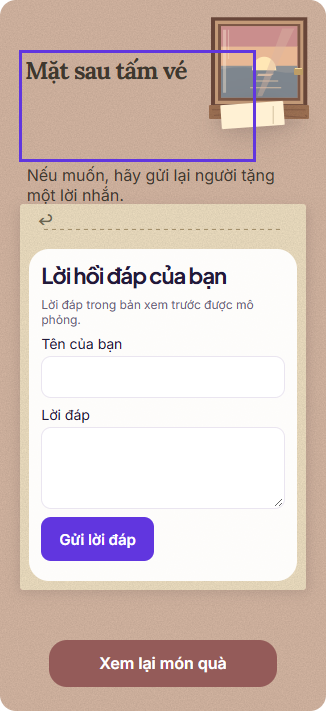 Mặt sau tấm vé
Nếu muốn, hãy gửi lại người tặng
một lời nhắn.
Lời hồi đáp của bạn
Lời đáp trong bản xem trước được mô
phỏng.
Tên của bạn
Lời đáp
Gửi lời đáp
Xem lại món quà